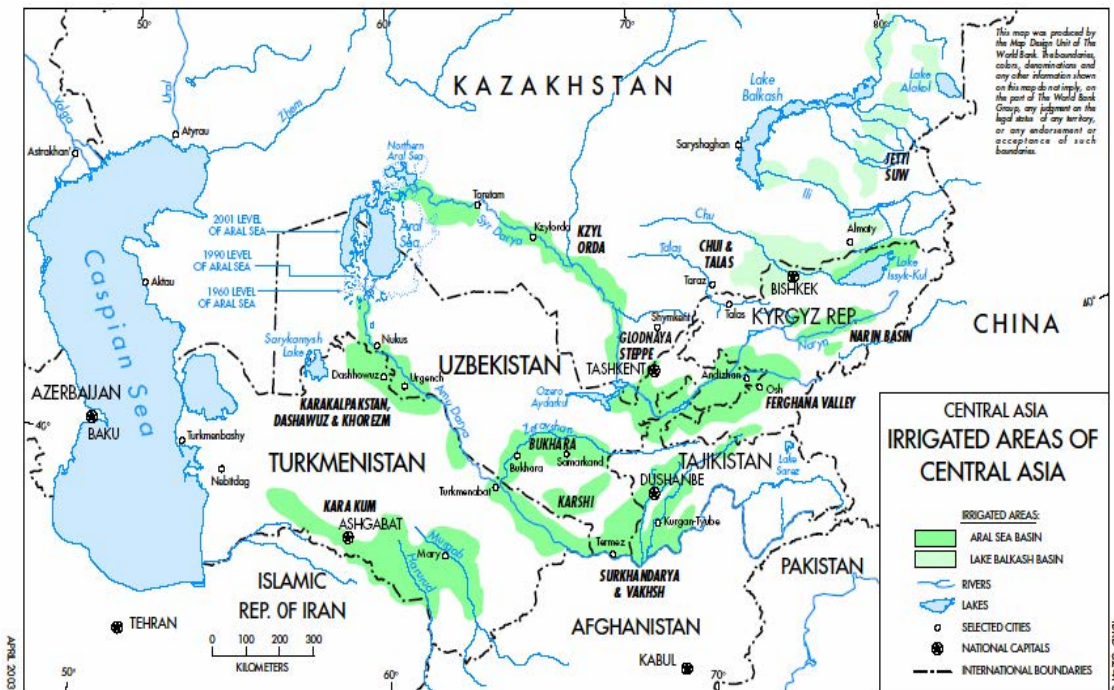 50°
60°
70°
80°
This map was produced by
the Map Design Unit of The
World Bank. The boundaries,
colors, denominations and
any other information shown
on this map do not imply, on
the part of The World Bank
Group, any judgment on the
legal status of any territory,
or any endorsement or
acceptance of such
boundaries.
KAZAKHSTAN
Volga
Ural
Zhem
Atyrau
Astrakhan'
Lake
Balkash
Lake
Alakol
Saryshaghan
JETTI
SUW
Ili
Northern
Aral Sea
Toretam
2001 LEVEL
OF ARAL SEA
Aral
Sea
Syr Darya
Kzylorda
KZYL
ORDA
Chu
Almaty
1990 LEVEL
OF ARAL SEA
Talas
CHUI &
TALAS
Lake
Issyk-Kul
Caspian Sea
Aktau
1960 LEVEL
OF ARAL SEA
Taraz
BISHKEK
40°
Talas
KYRGYZ REP.
CHINA
Shymkent
Sarykamysh
Lake
Nukus
UZBEKISTAN
GLODNAYA
STEPPE
Naryn
NARIN BASIN
TASHKENT
Dashhowuz
Urgench
Andizhan
Osh
Ozero
Aydarkul
AZERBAIJAN
BAKU
KARAKALPAKSTAN,
DASHAWUZ & KHOREZM
Amu Darya
FERGHANA VALLEY
40°
Turkmenbashy
BUKHARA
Bukhara
Samarkand
TAJIKISTAN
Lake
Sarez
TURKMENISTAN
Nebitdag
DUSHANBE
Turkmenabat
KARSHI
KARA KUM
ASHGABAT
Kurgan-Tyube
Mary
Murgab
Harirud
Termez
SURKHANDARYA
& VAKHSH
PAKISTAN
ISLAMIC
REP. OF IRAN
AFGHANISTAN
TEHRAN
KABUL
0 100 200 300
KILOMETERS
50°
60°
70°
APRIL 2003
CENTRAL ASIA
IRRIGATED AREAS OF
CENTRAL ASIA
IRRIGATED AREAS:
ARAL SEA BASIN
LAKE BALKASH BASIN
RIVERS
LAKES
SELECTED CITIES
NATIONAL CAPITALS
INTERNATIONAL BOUNDARIES